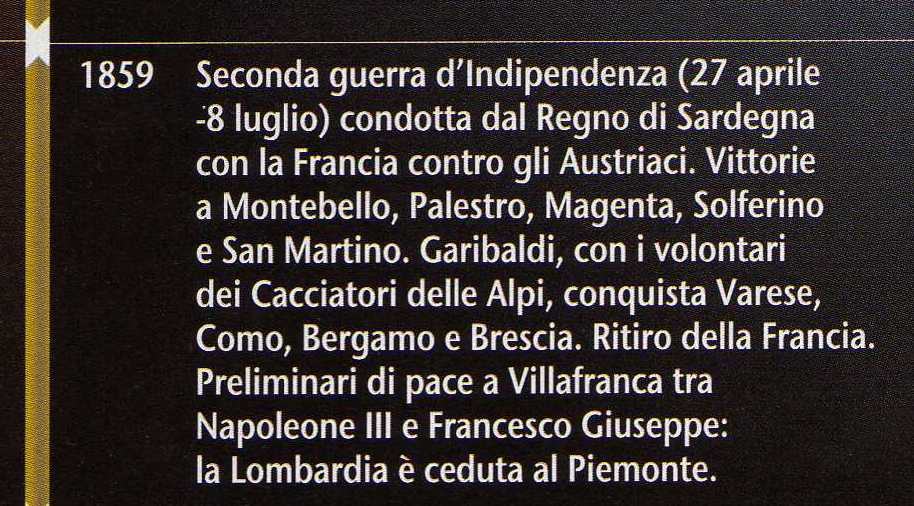 1859 Seconda guerra d’Indipendenza (27 aprile
-8 luglio) condotta dal Regno di Sardegna
con la Francia contro gli Austriaci. Vittorie
a Montebello, Palestro, Magenta, Solferino
e San Martino. Garibaldi, con i volontari
dei Cacciatori delle Alpi, conquista Varese,
Como, Bergamo e Brescia. Ritiro della Francia.
Preliminari di pace a Villafranca tra
Napoleone III e Francesco Giuseppe:
la Lombardia è ceduta al Piemonte.